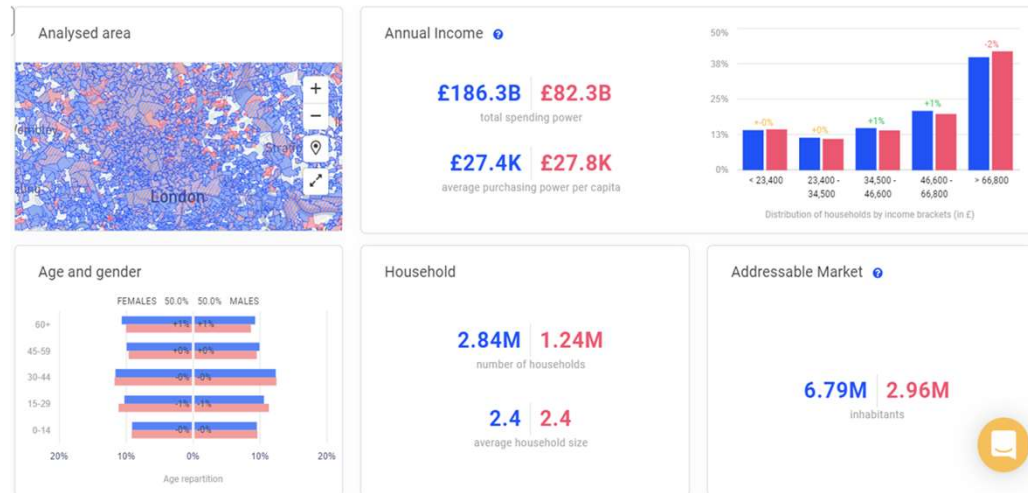 Analysed area
London
Annual Income
£186.3B £82.3B
total spending power
£27.4K £27.8K
average purchasing power per capita
50%
38%
25%
13%
0%
+-0%
+0%
+1%
+1%
-2%
< 23,400
23,400 - 34,500
34,500 - 46,600
46,600 - 66,800
> 66,800
Distribution of households by income brackets (in £)
Age and gender
FEMALES 50.0% 50.0% MALES
60+ +1% +1%
45-59 +0% +0%
30-44 -0% -0%
15-29 -1% -1%
0-14 -0% -0%
20% 10% 0% 10% 20%
Age repartition
Household
2.84M 1.24M
number of households
2.4 2.4
average household size
Addressable Market
6.79M 2.96M
inhabitants